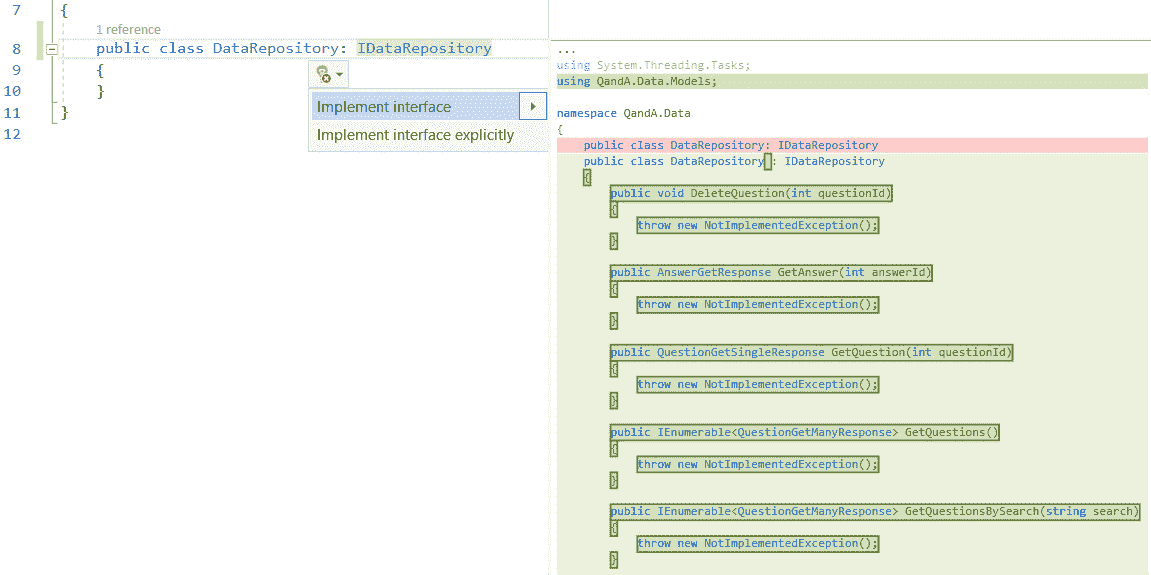 7 {
1 reference
8 public class DataRepository: IDataRepository
9 {
10 }
11 }
12
Implement interface
Implement interface explicitly
...
using System.Threading.Tasks;
using QandA.Data.Models;
namespace QandA.Data
{
public class DataRepository: IDataRepository
public class DataRepository : IDataRepository
{
public void DeleteQuestion(int questionId)
{
throw new NotImplementedException();
}
public AnswerGetResponse GetAnswer(int answerId)
{
throw new NotImplementedException();
}
public QuestionGetSingleResponse GetQuestion(int questionId)
{
throw new NotImplementedException();
}
public IEnumerable<QuestionGetManyResponse> GetQuestions()
{
throw new NotImplementedException();
}
public IEnumerable<QuestionGetManyResponse> GetQuestionsBySearch(string search)
{
throw new NotImplementedException();
}